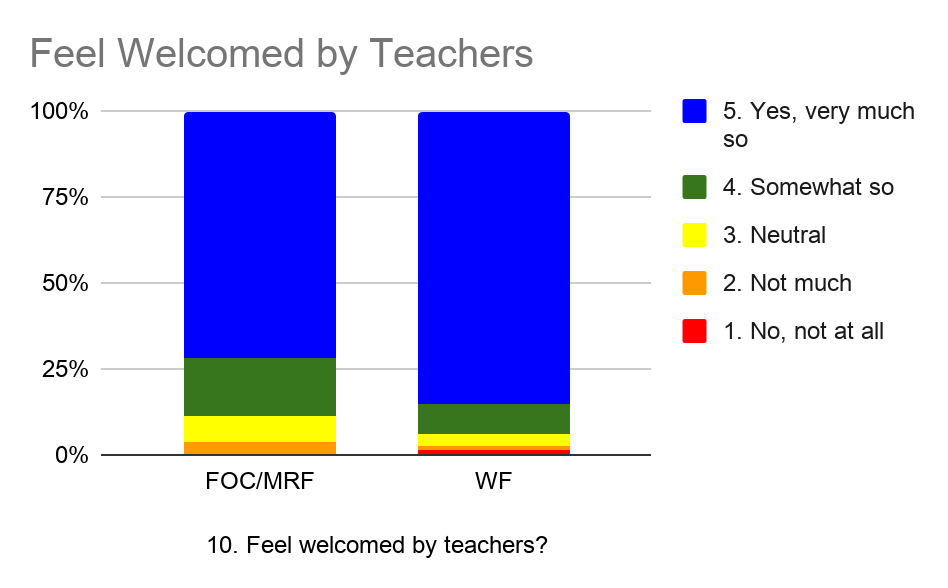 Feel Welcomed by Teachers
100%
75%
50%
25%
0%
FOC/MRF
WF
10. Feel welcomed by teachers?
5. Yes, very much
so
4. Somewhat so
3. Neutral
2. Not much
1. No, not at all